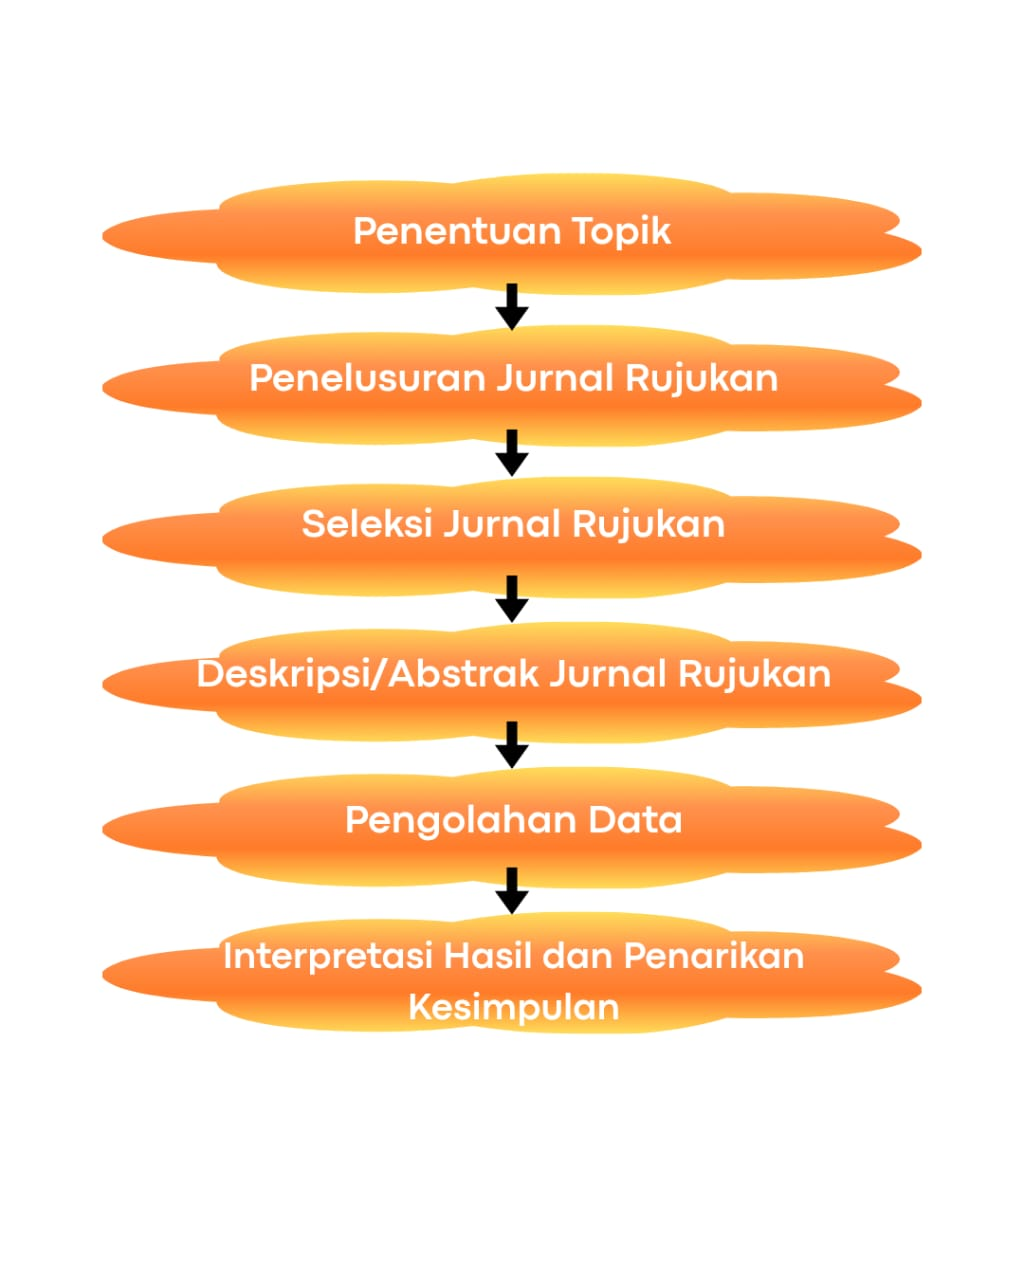 Penentuan Topik
Penelusuran Jurnal Rujukan
Seleksi Jurnal Rujukan
Deskripsi/Abstrak Jurnal Rujukan
Pengolahan Data
Interpretasi Hasil dan Penarikan
Kesimpulan